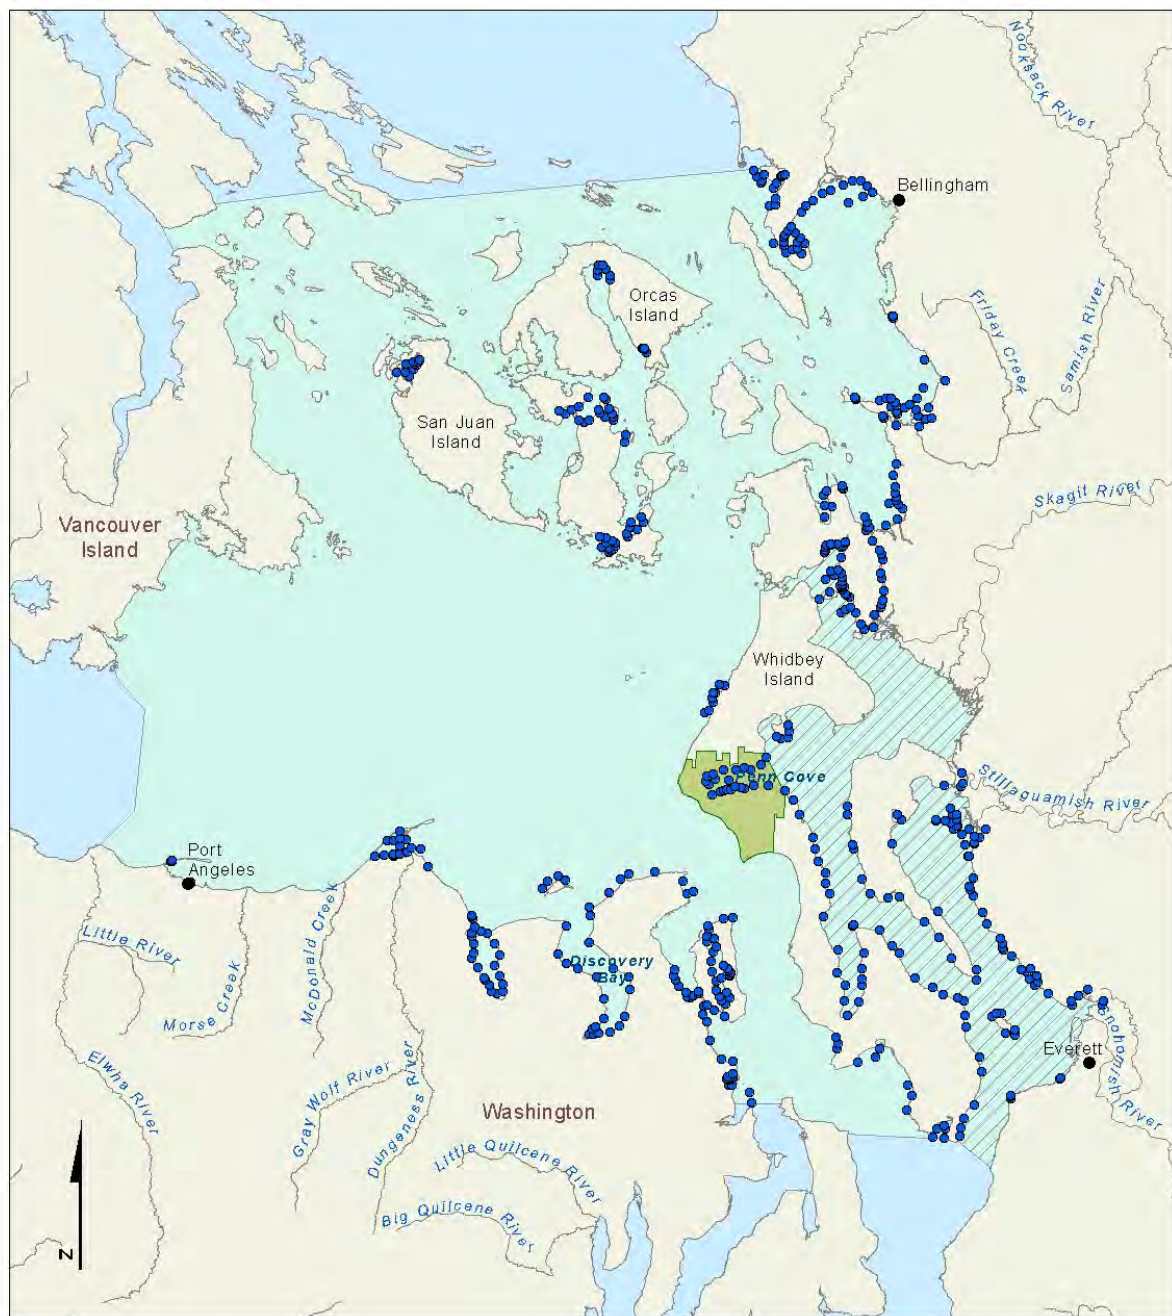 Nooksack River
Bellingham
Orcas
Island
Friday Creek
Samish River
San Juan
Island
Skagit River
Vancouver
Island
Whidbey
Island
Penn Cove
Stillaguamish River
Port
Angeles
Little River
McDonald Creek
Discovery
Bay
Morse Creek
Snohomish River
Everett
Elwha River
Gray Wolf River
Dungeness River
Washington
Little Quilcene River
Big Quilcene River
N